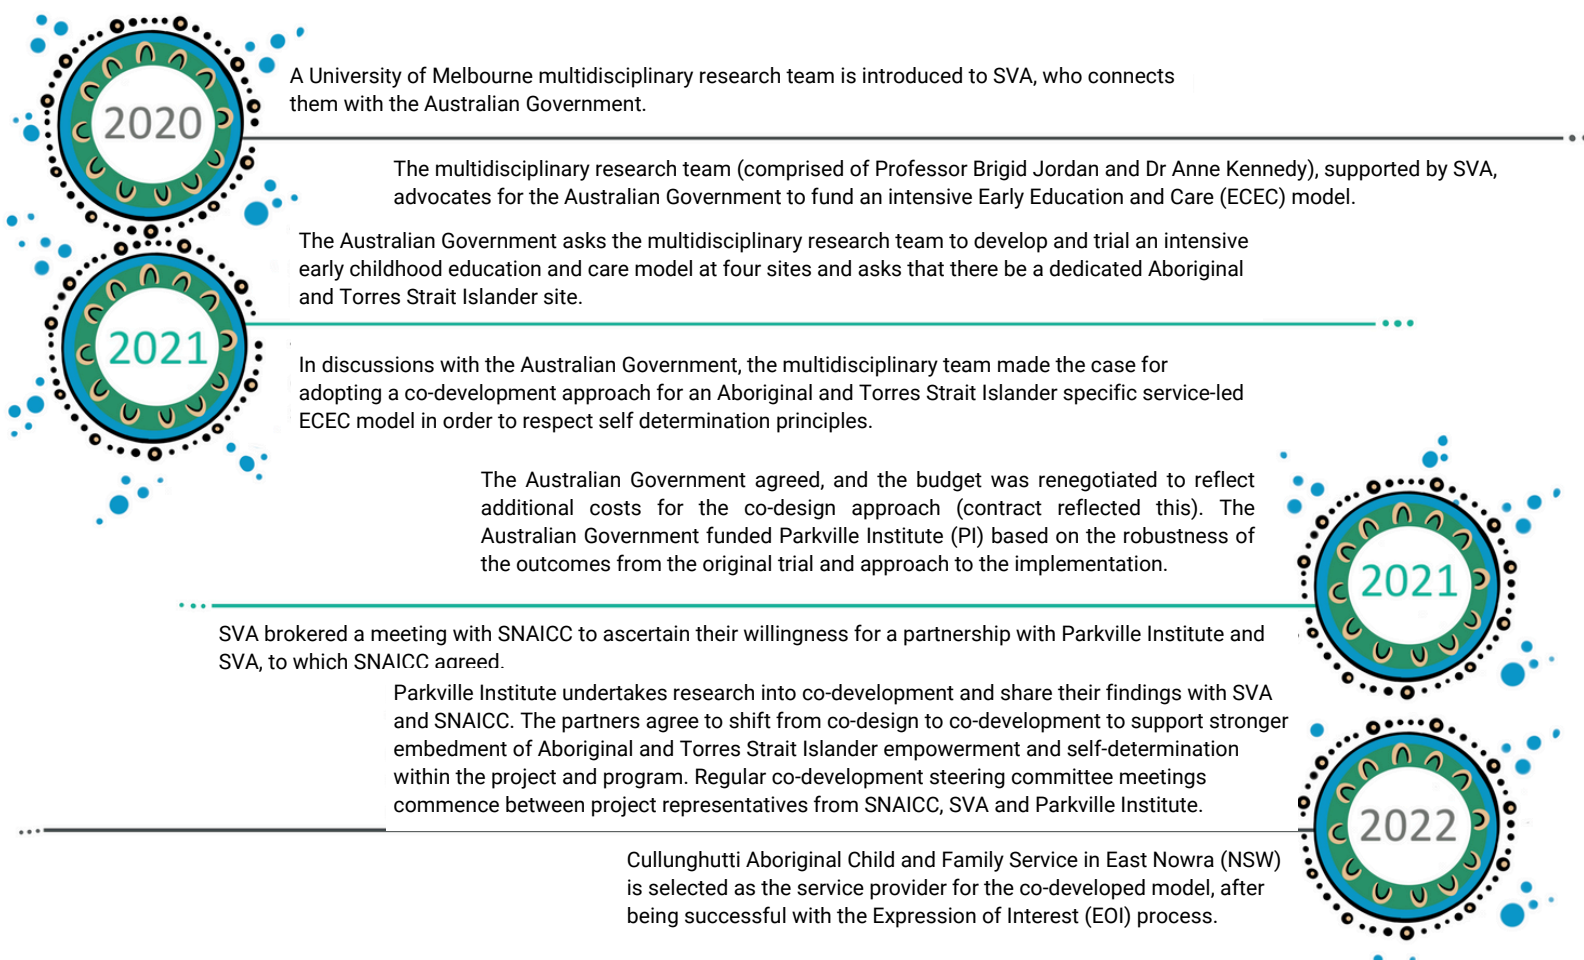 2020
A University of Melbourne multidisciplinary research team is introduced to SVA, who connects
them with the Australian Government.
The multidisciplinary research team (comprised of Professor Brigid Jordan and Dr Anne Kennedy), supported by SVA,
advocates for the Australian Government to fund an intensive Early Education and Care (ECEC) model.
The Australian Government asks the multidisciplinary research team to develop and trial an intensive
early childhood education and care model at four sites and asks that there be a dedicated Aboriginal
and Torres Strait Islander site.
2021
In discussions with the Australian Government, the multidisciplinary team made the case for
adopting a co-development approach for an Aboriginal and Torres Strait Islander specific service-led
ECEC model in order to respect self determination principles.
The Australian Government agreed, and the budget was renegotiated to reflect
additional costs for the co-design approach (contract reflected this). The
Australian Government funded Parkville Institute (PI) based on the robustness of
the outcomes from the original trial and approach to the implementation.
2021
SVA brokered a meeting with SNAICC to ascertain their willingness for a partnership with Parkville Institute and
SVA, to which SNAICC agreed.
Parkville Institute undertakes research into co-development and share their findings with SVA
and SNAICC. The partners agree to shift from co-design to co-development to support stronger
embedment of Aboriginal and Torres Strait Islander empowerment and self-determination
within the project and program. Regular co-development steering committee meetings
commence between project representatives from SNAICC, SVA and Parkville Institute.
2022
Cullunghutti Aboriginal Child and Family Service in East Nowra (NSW)
is selected as the service provider for the co-developed model, after
being successful with the Expression of Interest (EOI) process.